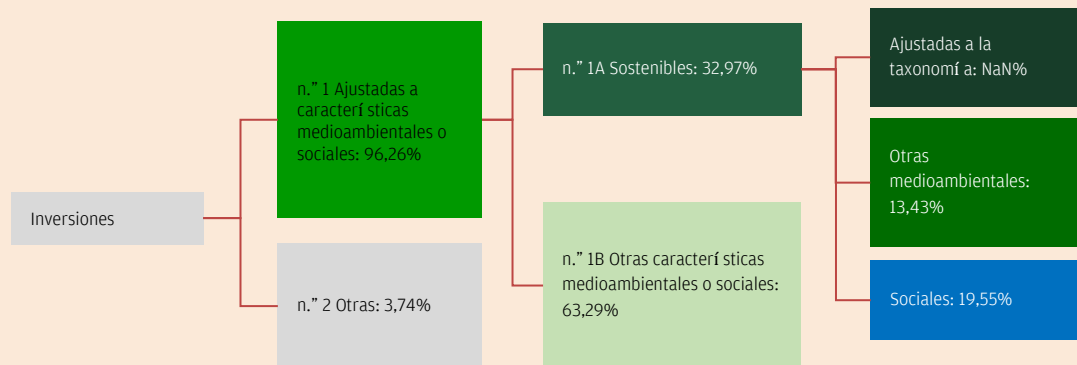 Inversiones
n.” 1 Ajustadas a
caracterí sticas
medioambientales o
sociales: 96,26%
n.” 2 Otras: 3,74%
n.” 1A Sostenibles: 32,97%
n.” 1B Otras caracterí sticas
medioambientales o sociales:
63,29%
Ajustadas a la
taxonomí a: NaN%
Otras
medioambientales:
13,43%
Sociales: 19,55%